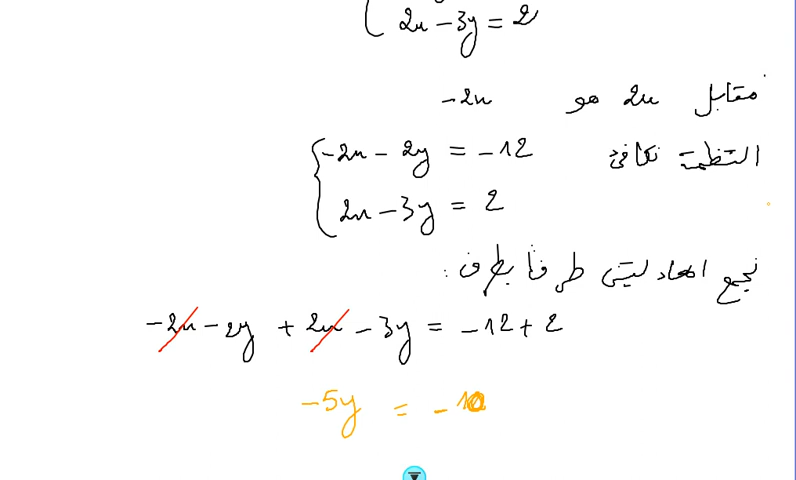 2x - 3y = 2
مقابل 2x هو -2x
النظمة تكافئ -2x - 2y = -12
2x - 3y = 2
نجمع المعادلتين طرفا بطرف :
-2x - 2y + 2x - 3y = -12 + 2
-5y = -10